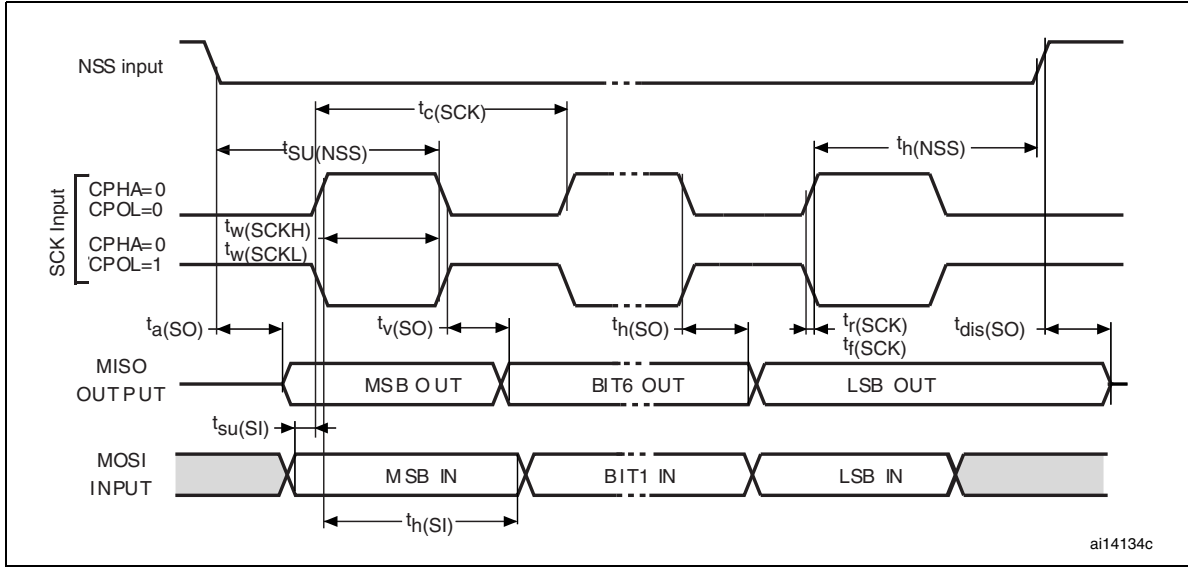 NSS input
tc(SCK)
tSU(NSS)
th(NSS)
SCK Input
CPHA=0
CPOL=0
tw(SCKH)
CPHA=0
tw(SCKL)
CPOL=1
ta(SO)
tv(SO)
th(SO)
tr(SCK)
tf(SCK)
tdis(SO)
MISO
OUTPUT
MSB OUT
BIT6 OUT
LSB OUT
tsu(SI)
MOSI
INPUT
MSB IN
BIT1 IN
LSB IN
th(SI)
ai14134c